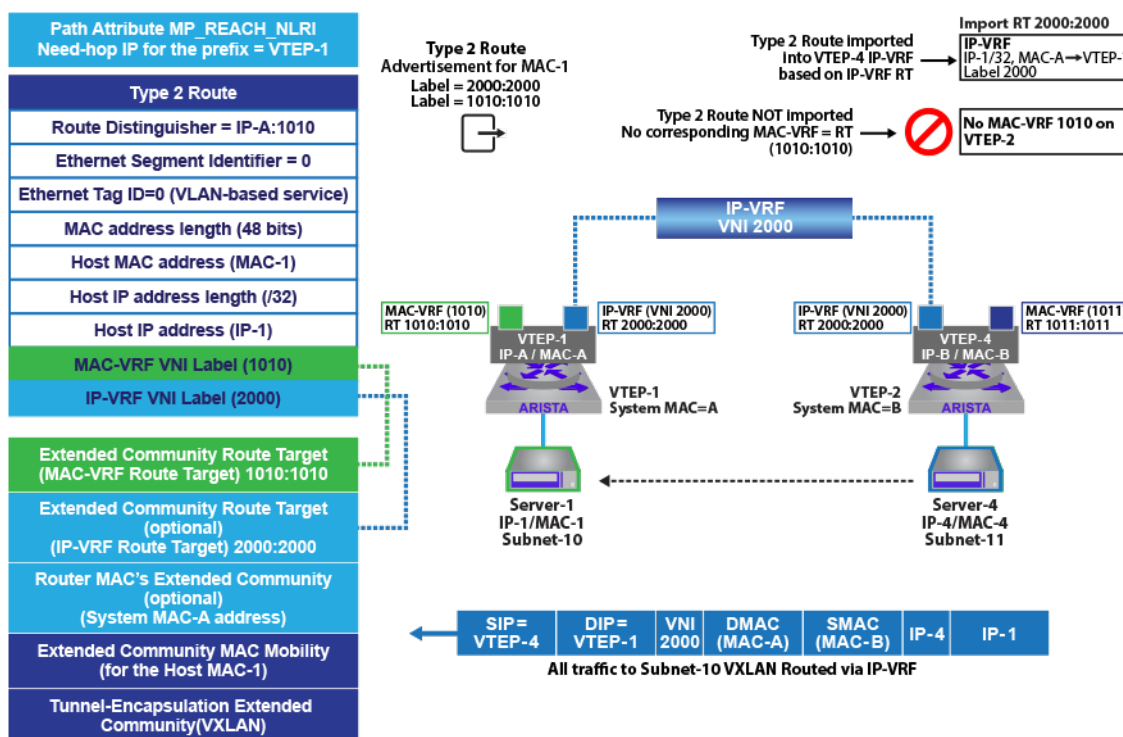 Path Attribute MP_REACH_NLRI
Need-hop IP for the prefix = VTEP-1
Type 2 Route
Route Distinguisher = IP-A:1010
Ethernet Segment Identifier = 0
Ethernet Tag ID=0 (VLAN-based service)
MAC address length (48 bits)
Host MAC address (MAC-1)
Host IP address length (/32)
Host IP address (IP-1)
MAC-VRF VNI Label (1010)
IP-VRF VNI Label (2000)
Extended Community Route Target
(MAC-VRF Route Target) 1010:1010
Extended Community Route Target
(optional)
(IP-VRF Route Target) 2000:2000
Router MAC's Extended Community
(optional)
(System MAC-A address)
Extended Community MAC Mobility
(for the Host MAC-1)
Tunnel-Encapsulation Extended
Community(VXLAN)
Type 2 Route
Advertisement for MAC-1
Label = 2000:2000
Label = 1010:1010
Type 2 Route Imported
Into VTEP-4 IP-VRF
based on IP-VRF RT
Import RT 2000:2000
IP-VRF
IP-1/32, MAC-A→VTEP-
Label 2000
Type 2 Route NOT Imported
No corresponding MAC-VRF = RT
(1010:1010)
No MAC-VRF 1010 on
VTEP-2
IP-VRF
VNI 2000
MAC-VRF (1010)
RT 1010:1010
IP-VRF (VNI 2000)
RT 2000:2000
IP-VRF (VNI 2000)
RT 2000:2000
MAC-VRF (1011)
RT 1011:1011
VTEP-1
IP-A / MAC-A
VTEP-4
IP-B / MAC-B
VTEP-1
System MAC=A
VTEP-2
System MAC=B
ARISTA
ARISTA
Server-1
IP-1/MAC-1
Subnet-10
Server-4
IP-4/MAC-4
Subnet-11
SIP=
VTEP-4
DIP=
VTEP-1
VNI
2000
DMAC
(MAC-A)
SMAC
(MAC-B)
IP-4
IP-1
All traffic to Subnet-10 VXLAN Routed via IP-VRF